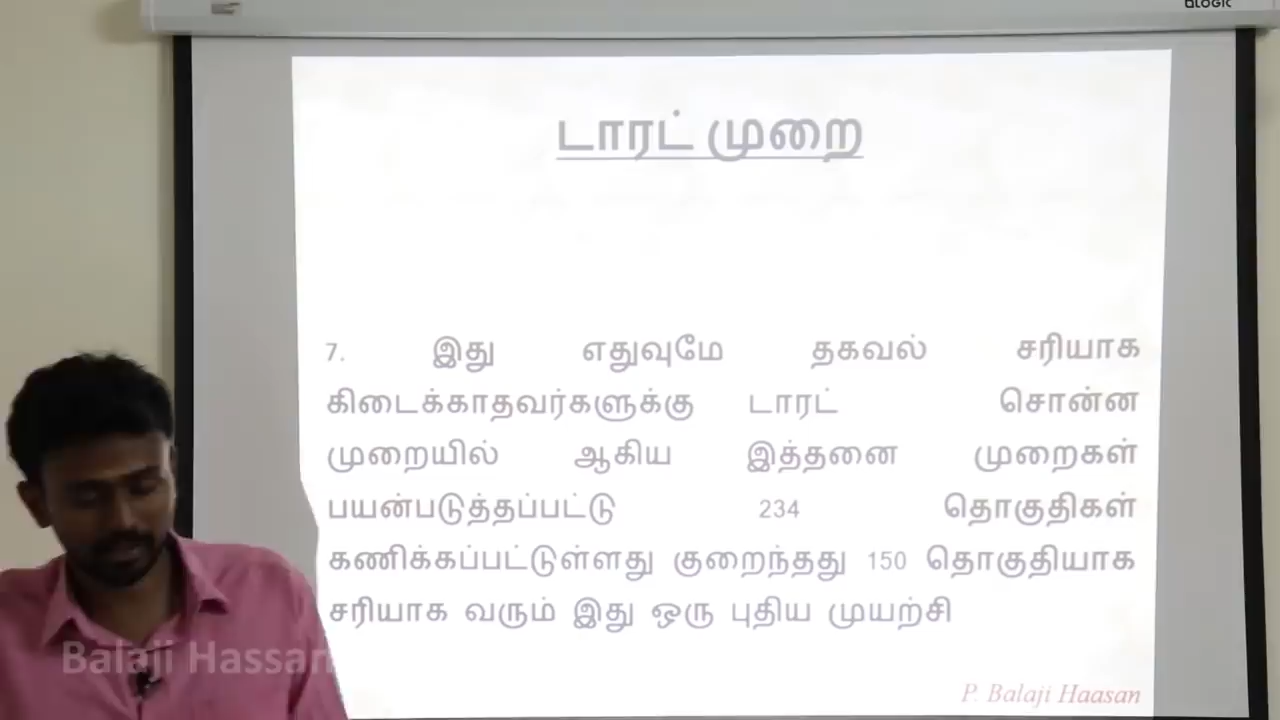 QLOGIC
டாரட் முறை
7. இது எதுவுமே தகவல் சரியாக
கிடைக்காதவர்களுக்கு டாரட் சொன்ன
முறையில் ஆகிய இத்தனை முறைகள்
பயன்படுத்தப்பட்டு 234 தொகுதிகள்
கணிக்கப்பட்டுள்ளது குறைந்தது 150 தொகுதியாக
சரியாக வரும் இது ஒரு புதிய முயற்சி
Balaji Hassan
P. Balaji Haasan